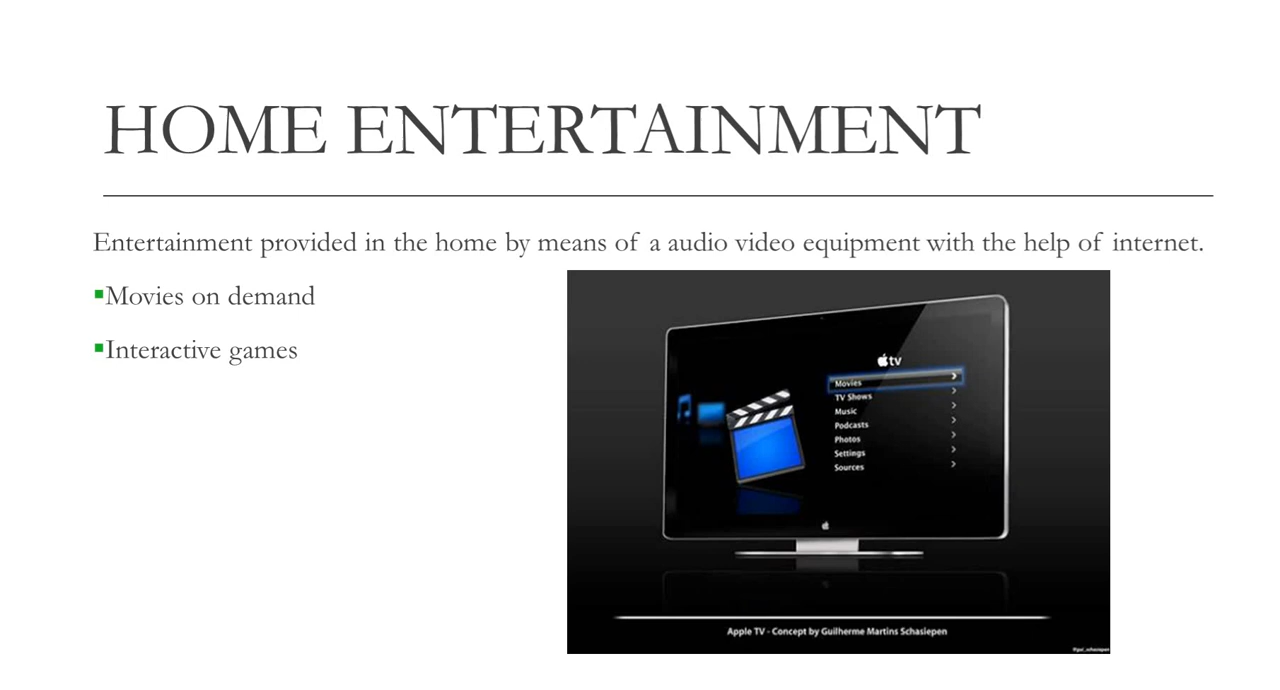 HOME ENTERTAINMENT
Entertainment provided in the home by means of a audio video equipment with the help of internet.
▪Movies on demand
▪Interactive games
tv
Movies
TV Shows
Music
Podcasts
Photos
Settings
Sources
Apple TV - Concept by Guilherme Martins Schasiepen